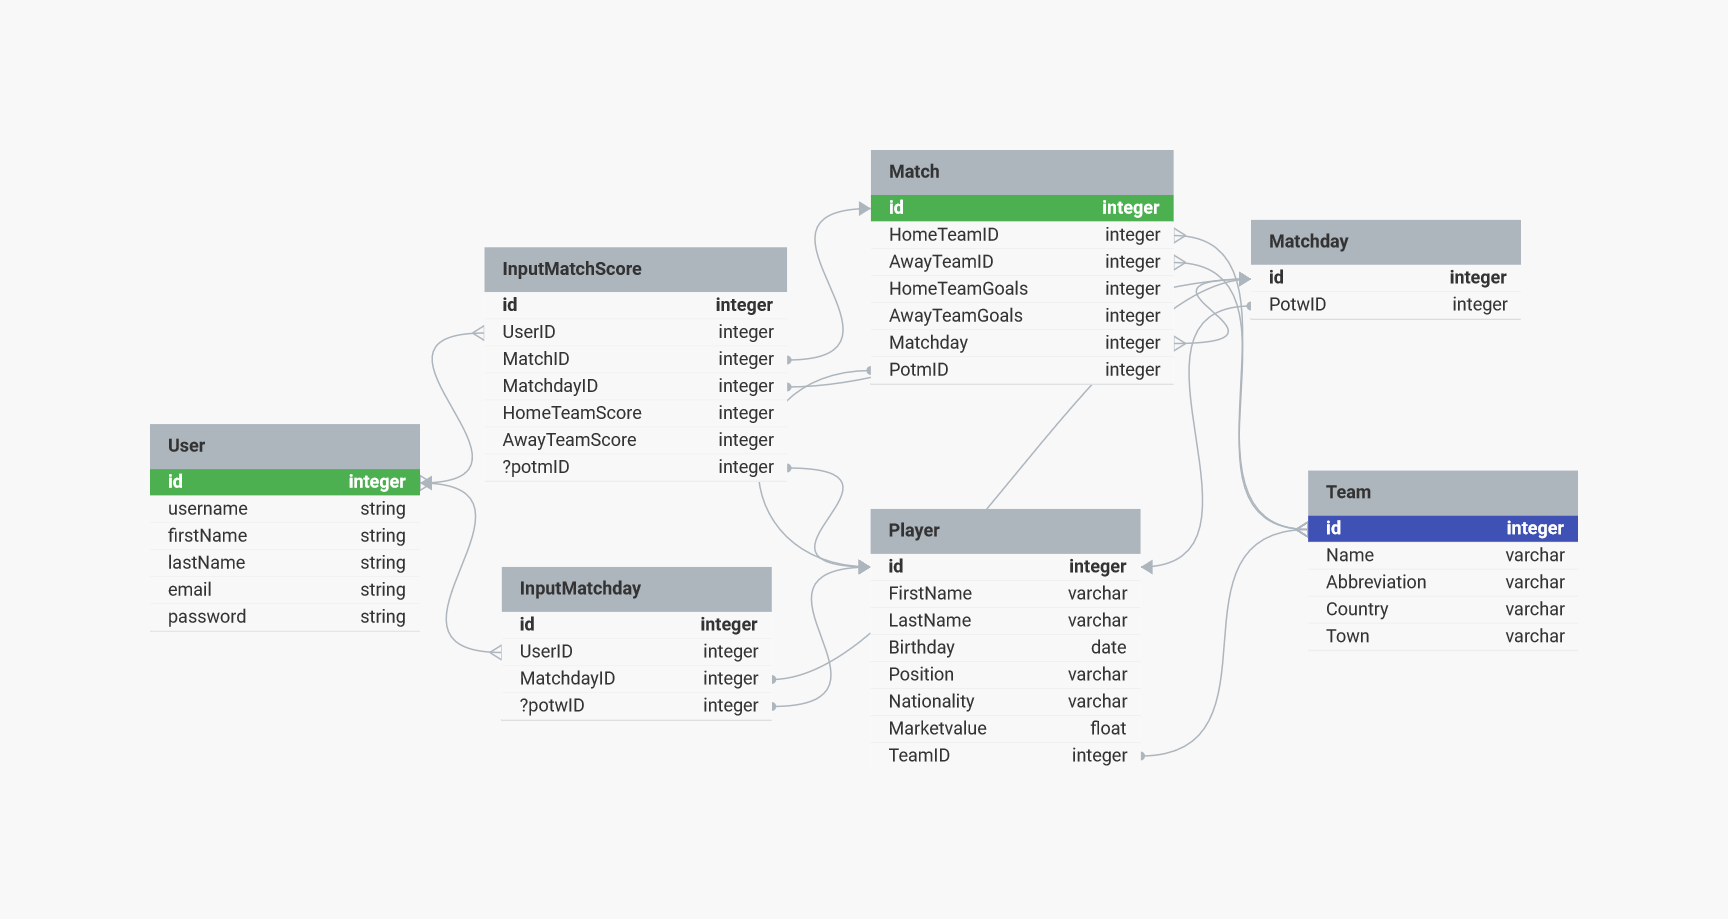 User
id integer
username string
firstName string
lastName string
email string
password string
InputMatchScore
id integer
UserID integer
MatchID integer
MatchdayID integer
HomeTeamScore integer
AwayTeamScore integer
?potmID integer
InputMatchday
id integer
UserID integer
MatchdayID integer
?potwID integer
Match
id integer
HomeTeamID integer
AwayTeamID integer
HomeTeamGoals integer
AwayTeamGoals integer
Matchday integer
PotmID integer
Player
id integer
FirstName varchar
LastName varchar
Birthday date
Position varchar
Nationality varchar
Marketvalue float
TeamID integer
Matchday
id integer
PotwID integer
Team
id integer
Name varchar
Abbreviation varchar
Country varchar
Town varchar